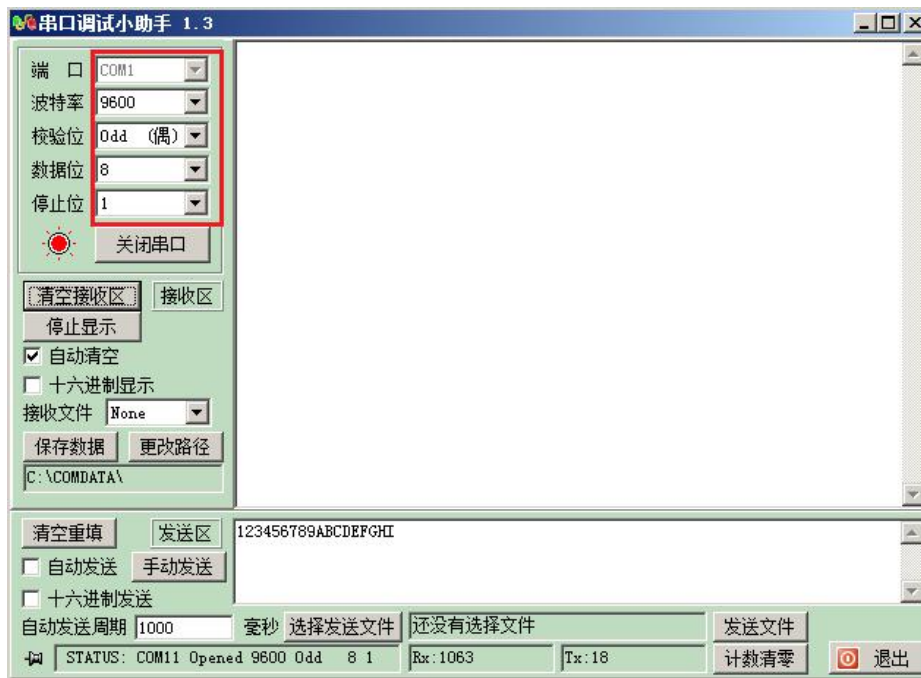 串口调试小助手 1.3
端 口 COM1
波特率 9600
校验位 Odd (偶)
数据位 8
停止位 1
关闭串口
清空接收区 接收区
停止显示
自动清空
十六进制显示
接收文件 None
保存数据 更改路径
C:\COMDATA\
清空重填 发送区 123456789ABCDEFGHI
自动发送 手动发送
十六进制发送
自动发送周期 1000 毫秒 选择发送文件 还没有选择文件 发送文件
STATUS: COM11 Opened 9600 Odd 8 1 Rx:1063 Tx:18 计数清零 退出